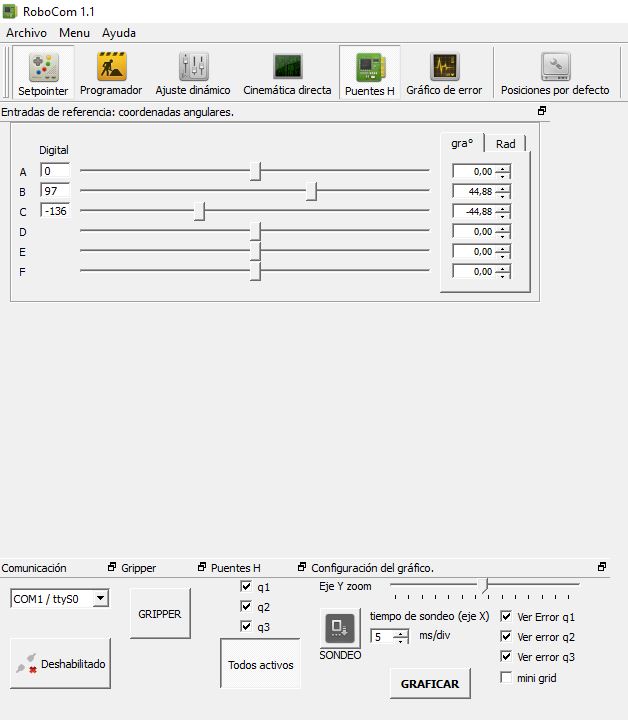 RoboCom 1.1
Archivo Menu Ayuda
Setpointer Programador Ajuste dinámico Cinemática directa Puentes H Gráfico de error Posiciones por defecto
Entradas de referencia: coordenadas angulares.
Digital gra° Rad
A 0 0,00
B 97 44,88
C -136 -44,88
D 0,00
E 0,00
F 0,00
Comunicación Gripper Puentes H Configuración del gráfico.
COM1 / ttyS0
Deshabilitado
GRIPPER
q1
q2
q3
Todos activos
Eje Y zoom
SONDEO
tiempo de sondeo (eje X)
5 ms/div
GRAFICAR
Ver Error q1
Ver error q2
Ver error q3
mini grid